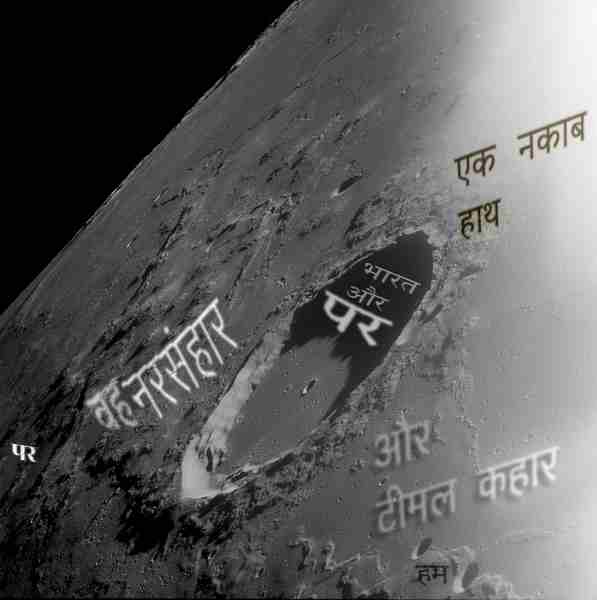 एक नकाब
हाथ
भारत
और
पर
वहनरसंहार
पर
और
टीमल कहार
हम